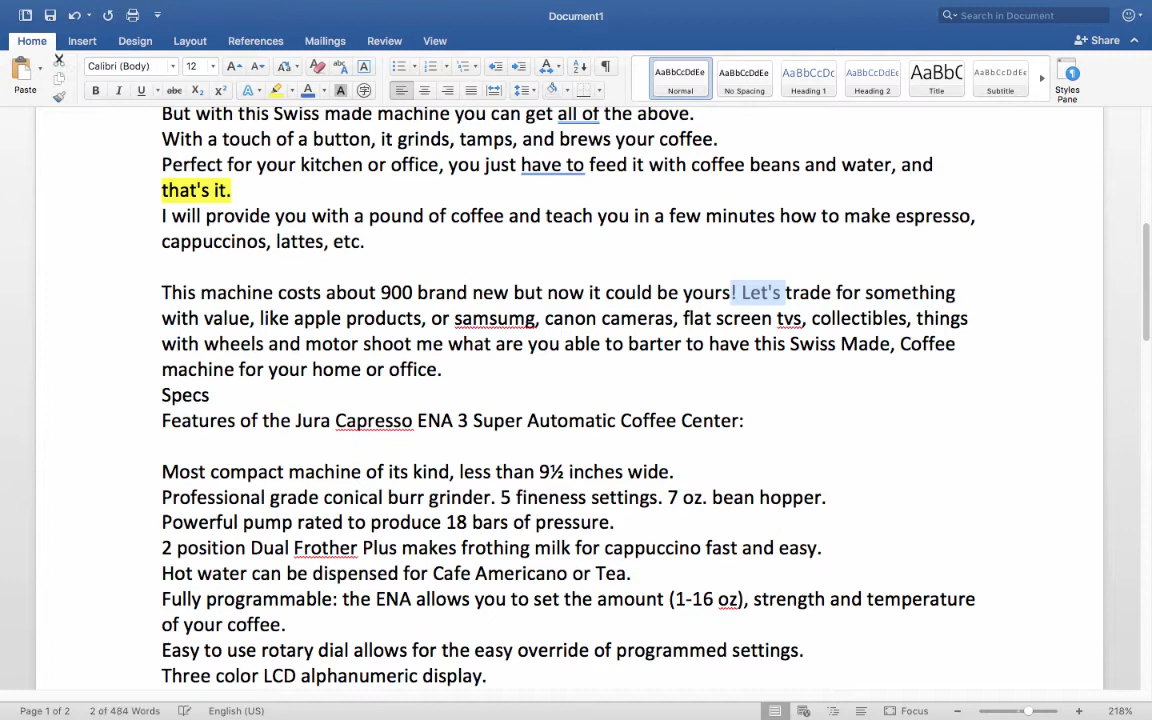 Document1
Search in Document
Home Insert Design Layout References Mailings Review View
Share
Paste
Calibri (Body) 12
AaBbCcDdEe AaBbCcDdEe AaBbCcDc AaBbCcDdEe AaBbC AaBbCcDdEe
Normal No Spacing Heading 1 Heading 2 Title Subtitle
Styles
Pane
But with this Swiss made machine you can get all of the above.
With a touch of a button, it grinds, tamps, and brews your coffee.
Perfect for your kitchen or office, you just have to feed it with coffee beans and water, and
that's it.
I will provide you with a pound of coffee and teach you in a few minutes how to make espresso,
cappuccinos, lattes, etc.
This machine costs about 900 brand new but now it could be yours! Let's trade for something
with value, like apple products, or samsumg, canon cameras, flat screen tvs, collectibles, things
with wheels and motor shoot me what are you able to barter to have this Swiss Made, Coffee
machine for your home or office.
Specs
Features of the Jura Capresso ENA 3 Super Automatic Coffee Center:
Most compact machine of its kind, less than 9½ inches wide.
Professional grade conical burr grinder. 5 fineness settings. 7 oz. bean hopper.
Powerful pump rated to produce 18 bars of pressure.
2 position Dual Frother Plus makes frothing milk for cappuccino fast and easy.
Hot water can be dispensed for Cafe Americano or Tea.
Fully programmable: the ENA allows you to set the amount (1-16 oz), strength and temperature
of your coffee.
Easy to use rotary dial allows for the easy override of programmed settings.
Three color LCD alphanumeric display.
Page 1 of 2 2 of 484 Words English (US) Focus 218%